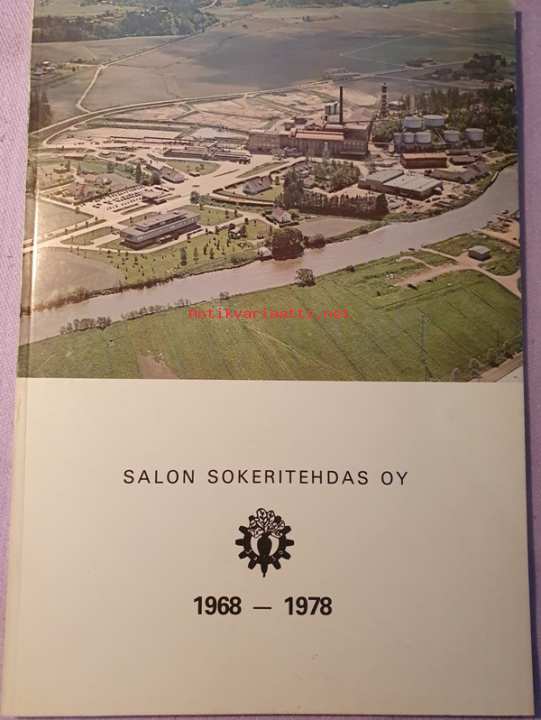 Antikvariaatti.net
SALON SOKERITEHDAS OY
1968 — 1978